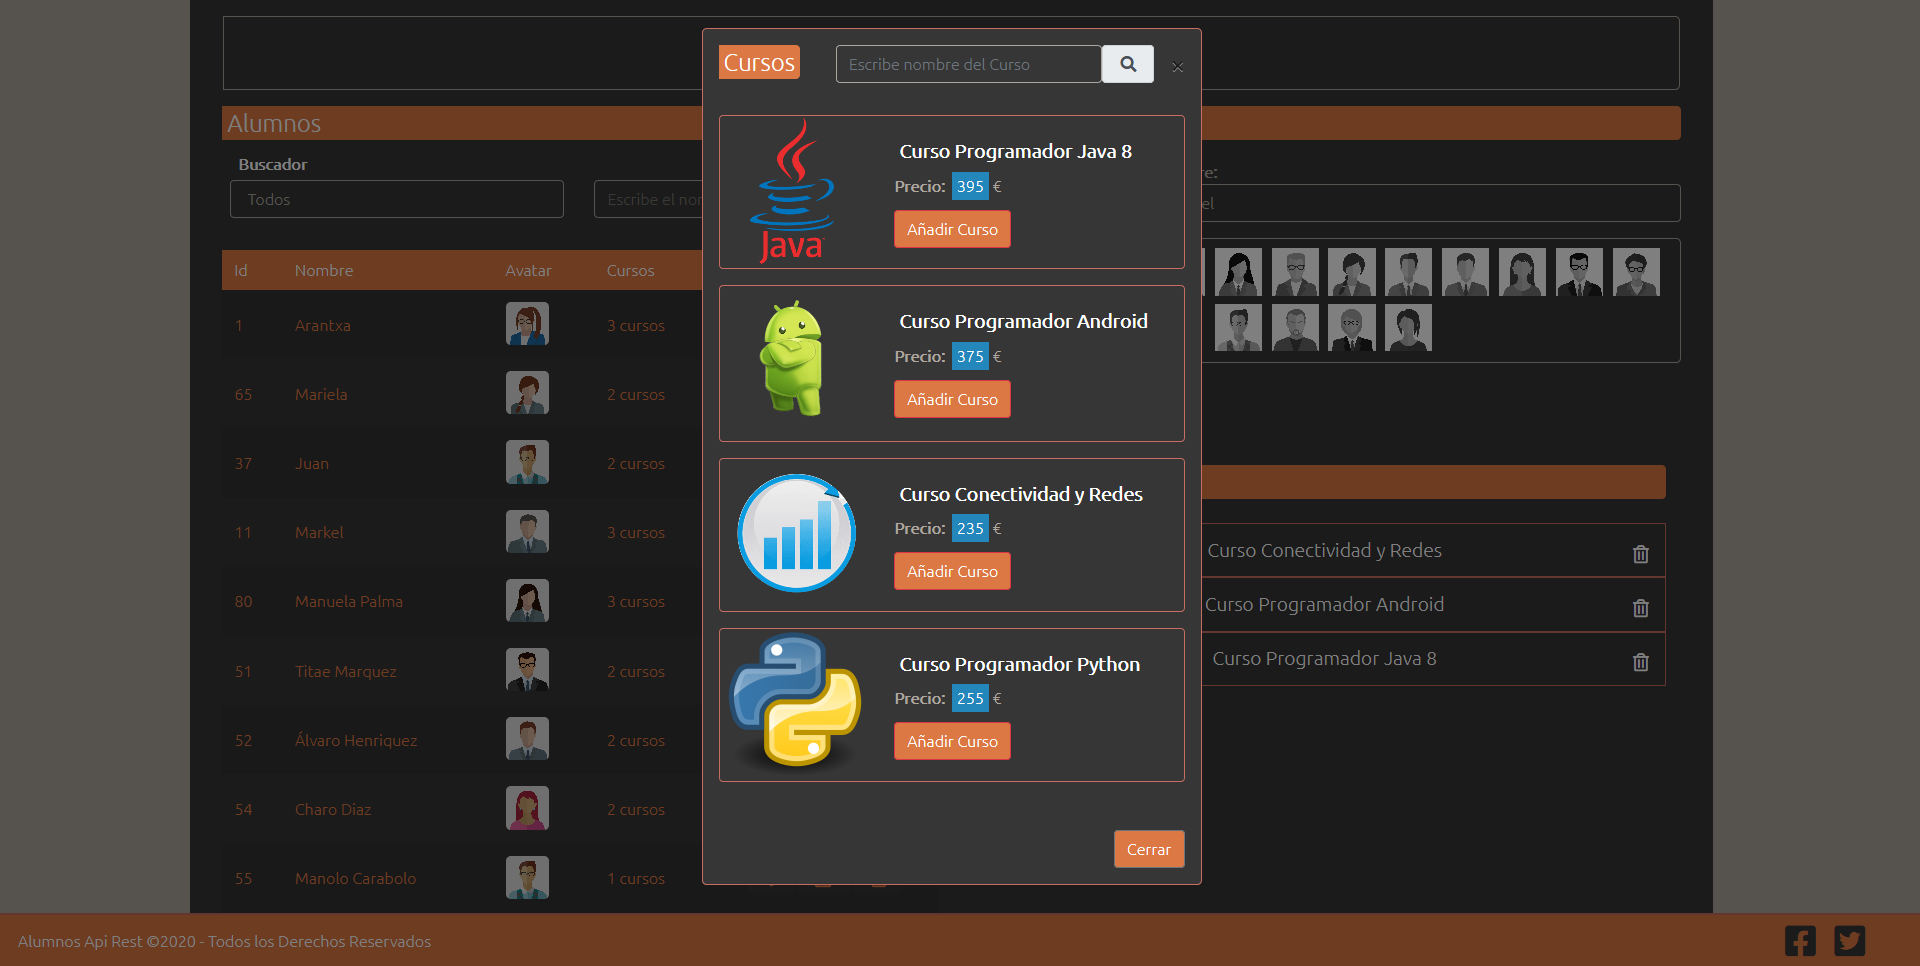 Cursos
Escribe nombre del Curso
×
Curso Programador Java 8
Precio: 395 €
Añadir Curso
Java
Curso Programador Android
Precio: 375 €
Añadir Curso
Curso Conectividad y Redes
Precio: 235 €
Añadir Curso
Curso Programador Python
Precio: 255 €
Añadir Curso
Cerrar
Alumnos
Buscador
Todos
Escribe el nor
Id Nombre Avatar Cursos
1 Arantxa 3 cursos
65 Mariela 2 cursos
37 Juan 2 cursos
11 Markel 3 cursos
80 Manuela Palma 3 cursos
51 Titae Marquez 2 cursos
52 Álvaro Henriquez 2 cursos
54 Charo Diaz 2 cursos
55 Manolo Carabolo 1 cursos
re:
el
Curso Conectividad y Redes
Curso Programador Android
Curso Programador Java 8
Alumnos Api Rest ©2020 - Todos los Derechos Reservados